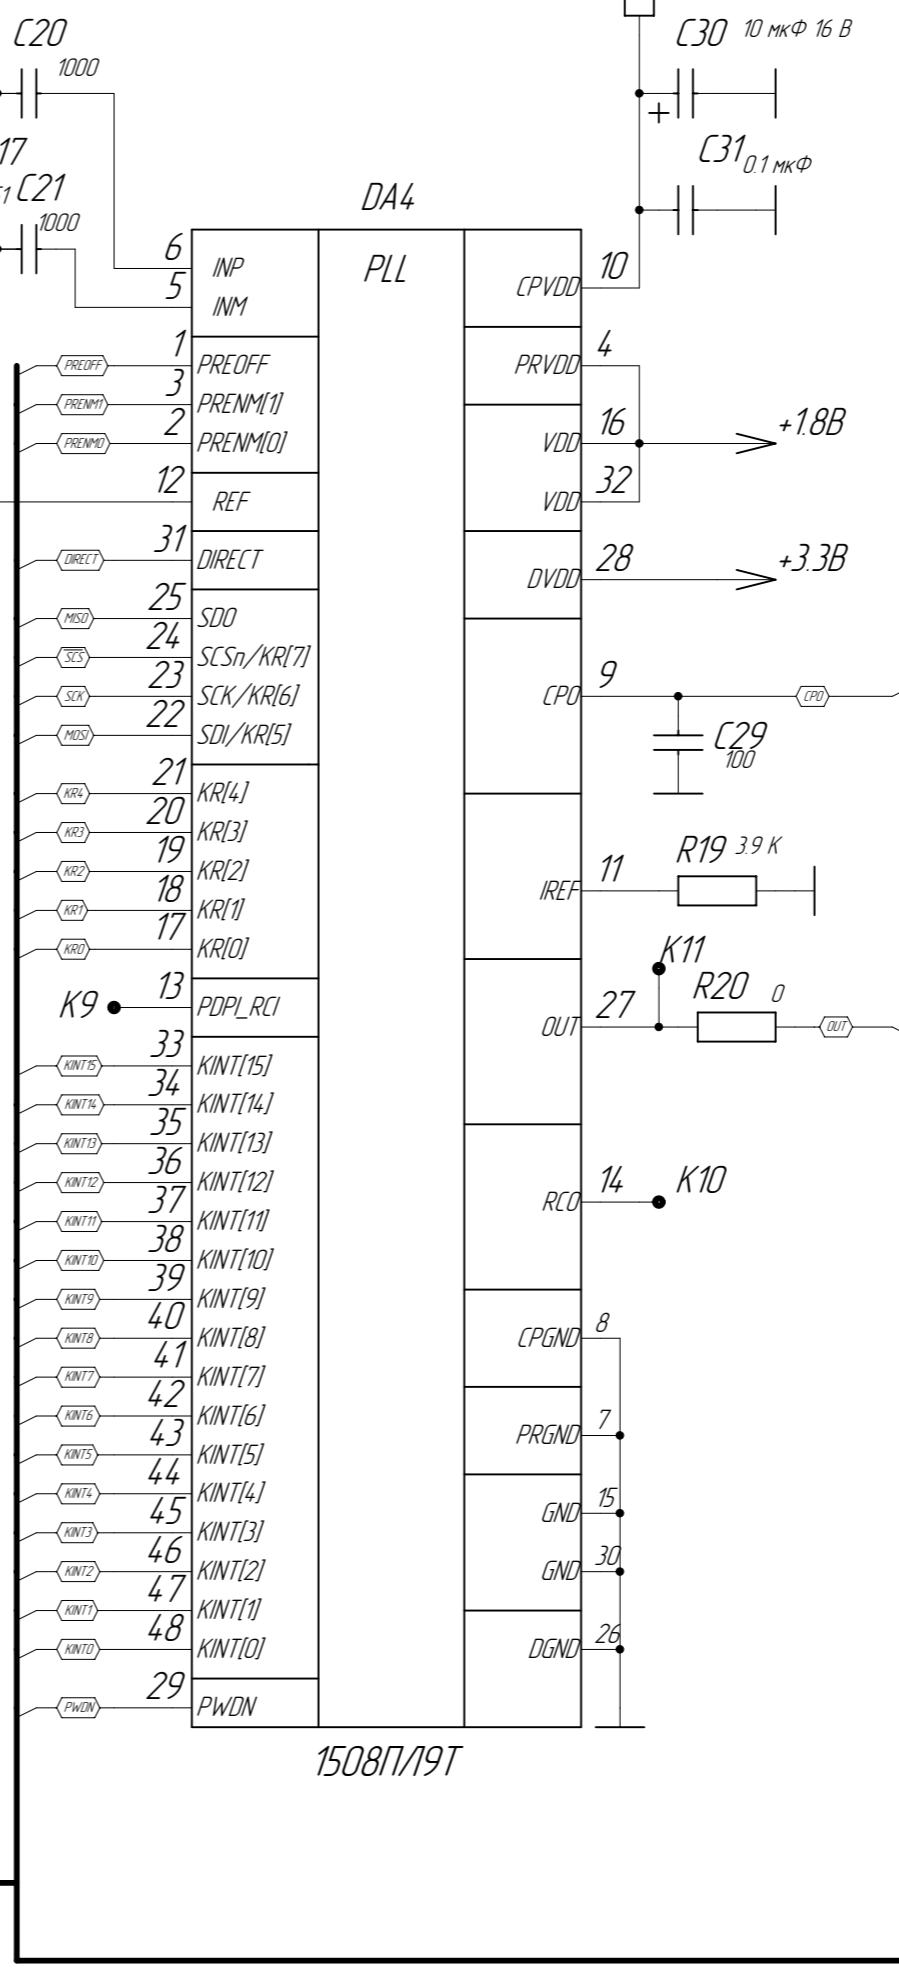 C20
1000
C30 10 мкФ 16 В
+
17
C31 0.1 мкФ
C21
1000
DA4
PLL
6 INP
5 INM
10 CPVDD
PREOFF 1 PREOFF
PRENM1 3 PRENM[1]
PRENM0 2 PRENM[0]
4 PRVDD
16 VDD +1.8В
32 VDD
12 REF
DIRECT 31 DIRECT
28 DVDD +3.3В
MISO 25 SDO
SCS 24 SCSn/KR[7]
SCK 23 SCK/KR[6]
MOSI 22 SDI/KR[5]
9 CPO CPO
C29
100
KR4 21 KR[4]
KR3 20 KR[3]
KR2 19 KR[2]
KR1 18 KR[1]
KR0 17 KR[0]
11 IREF R19 3.9 К
K9 13 PDPI_RCI
K11
27 OUT R20 0 OUT
KINT15 33 KINT[15]
KINT14 34 KINT[14]
KINT13 35 KINT[13]
KINT12 36 KINT[12]
KINT11 37 KINT[11]
KINT10 38 KINT[10]
KINT9 39 KINT[9]
KINT8 40 KINT[8]
KINT7 41 KINT[7]
KINT6 42 KINT[6]
KINT5 43 KINT[5]
KINT4 44 KINT[4]
KINT3 45 KINT[3]
KINT2 46 KINT[2]
KINT1 47 KINT[1]
KINT0 48 KINT[0]
14 RCO K10
8 CPGND
7 PRGND
15 GND
30 GND
26 DGND
PWDN 29 PWDN
1508ПЛ9Т